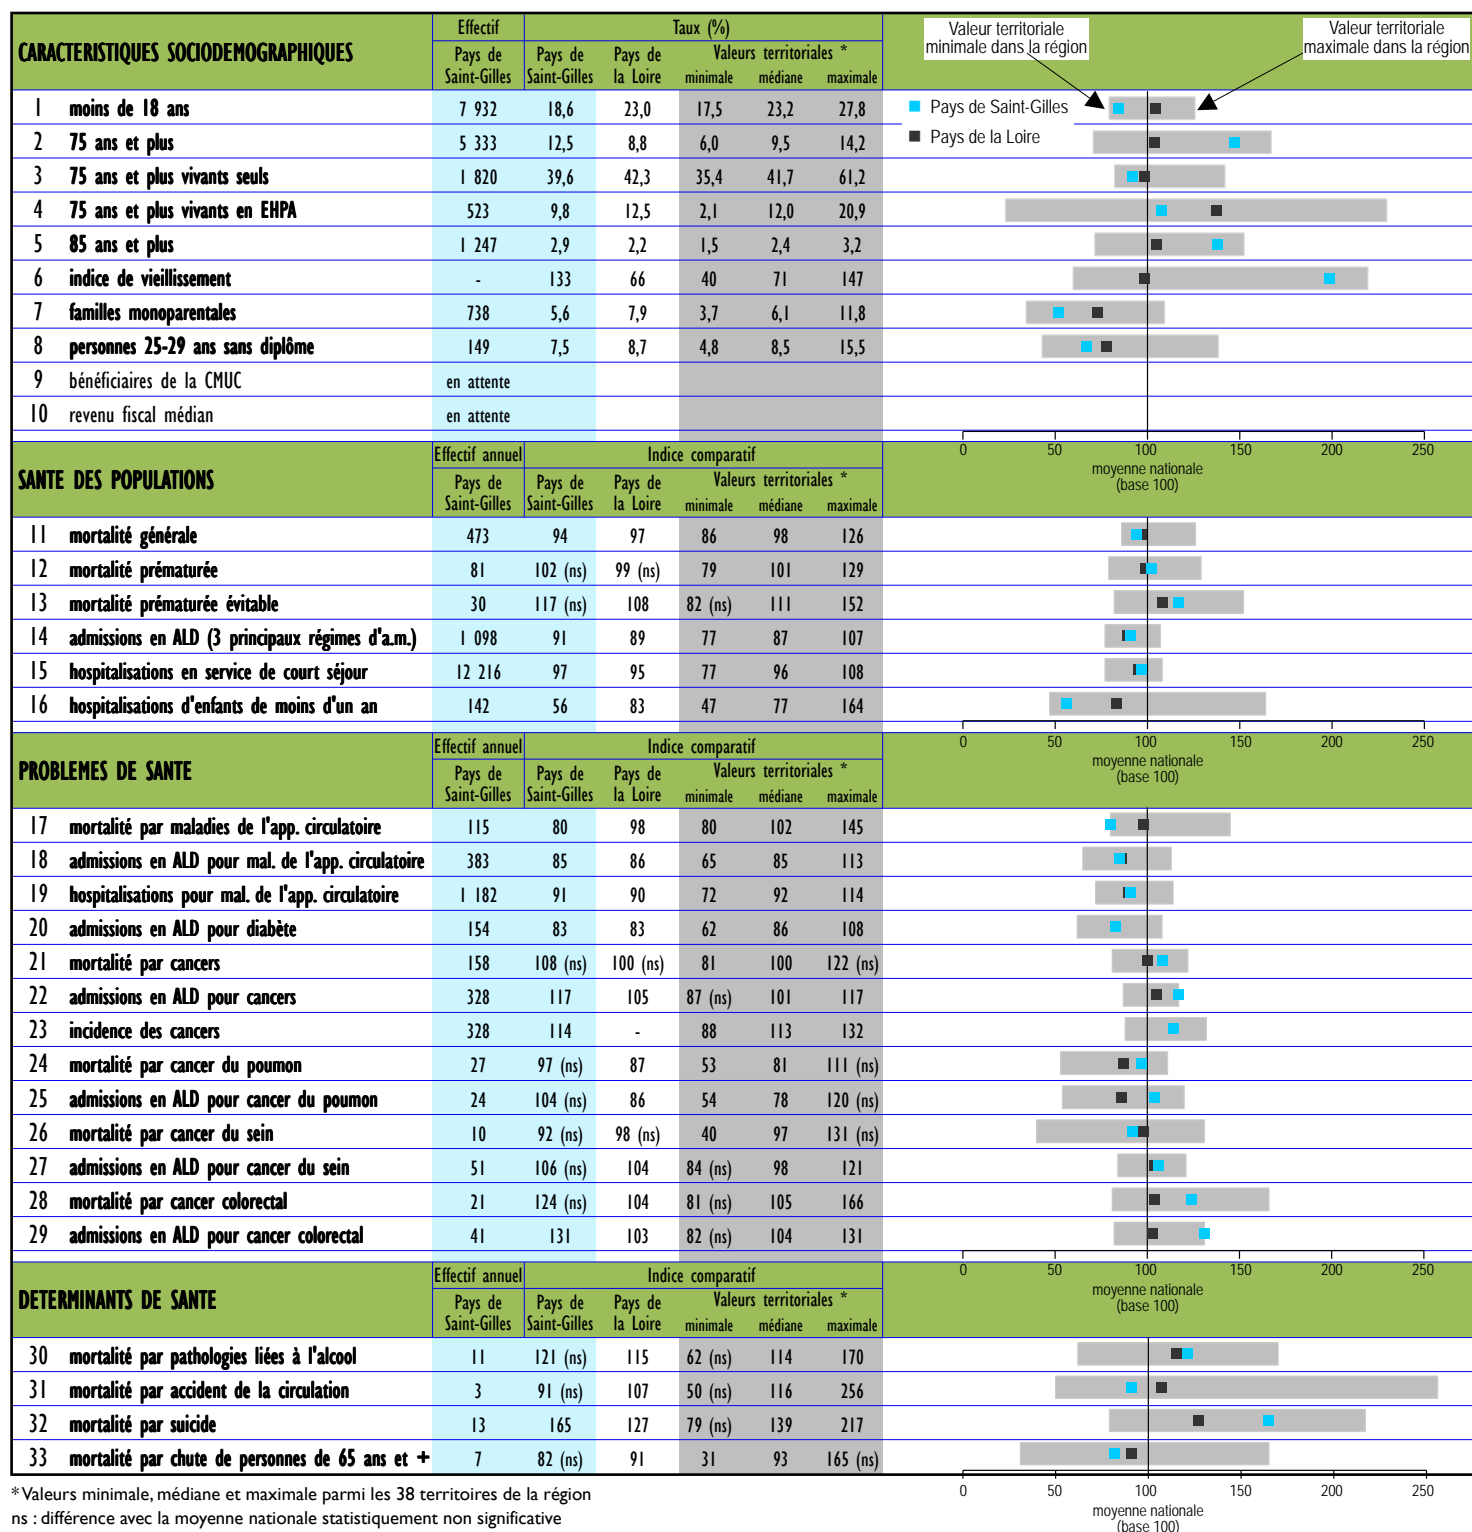 CARACTERISTIQUES SOCIODEMOGRAPHIQUES
Effectif Taux (%)
Pays de Saint-Gilles Pays de Saint-Gilles Pays de la Loire Valeurs territoriales *
minimale médiane maximale
Valeur territoriale minimale dans la région
Valeur territoriale maximale dans la région
Pays de Saint-Gilles
Pays de la Loire
1 moins de 18 ans 7 932 18,6 23,0 17,5 23,2 27,8
2 75 ans et plus 5 333 12,5 8,8 6,0 9,5 14,2
3 75 ans et plus vivants seuls 1 820 39,6 42,3 35,4 41,7 61,2
4 75 ans et plus vivants en EHPA 523 9,8 12,5 2,1 12,0 20,9
5 85 ans et plus 1 247 2,9 2,2 1,5 2,4 3,2
6 indice de vieillissement - 133 66 40 71 147
7 familles monoparentales 738 5,6 7,9 3,7 6,1 11,8
8 personnes 25-29 ans sans diplôme 149 7,5 8,7 4,8 8,5 15,5
9 bénéficiaires de la CMUC en attente
10 revenu fiscal médian en attente
0 50 100 150 200 250
moyenne nationale
(base 100)
SANTE DES POPULATIONS
Effectif annuel Indice comparatif
Pays de Saint-Gilles Pays de Saint-Gilles Pays de la Loire Valeurs territoriales *
minimale médiane maximale
11 mortalité générale 473 94 97 86 98 126
12 mortalité prématurée 81 102 (ns) 99 (ns) 79 101 129
13 mortalité prématurée évitable 30 117 (ns) 108 82 (ns) 111 152
14 admissions en ALD (3 principaux régimes d'a.m.) 1 098 91 89 77 87 107
15 hospitalisations en service de court séjour 12 216 97 95 77 96 108
16 hospitalisations d'enfants de moins d'un an 142 56 83 47 77 164
0 50 100 150 200 250
moyenne nationale
(base 100)
PROBLEMES DE SANTE
Effectif annuel Indice comparatif
Pays de Saint-Gilles Pays de Saint-Gilles Pays de la Loire Valeurs territoriales *
minimale médiane maximale
17 mortalité par maladies de l'app. circulatoire 115 80 98 80 102 145
18 admissions en ALD pour mal. de l'app. circulatoire 383 85 86 65 85 113
19 hospitalisations pour mal. de l'app. circulatoire 1 182 91 90 72 92 114
20 admissions en ALD pour diabète 154 83 83 62 86 108
21 mortalité par cancers 158 108 (ns) 100 (ns) 81 100 122 (ns)
22 admissions en ALD pour cancers 328 117 105 87 (ns) 101 117
23 incidence des cancers 328 114 - 88 113 132
24 mortalité par cancer du poumon 27 97 (ns) 87 53 81 111 (ns)
25 admissions en ALD pour cancer du poumon 24 104 (ns) 86 54 78 120 (ns)
26 mortalité par cancer du sein 10 92 (ns) 98 (ns) 40 97 131 (ns)
27 admissions en ALD pour cancer du sein 51 106 (ns) 104 84 (ns) 98 121
28 mortalité par cancer colorectal 21 124 (ns) 104 81 (ns) 105 166
29 admissions en ALD pour cancer colorectal 41 131 103 82 (ns) 104 131
0 50 100 150 200 250
moyenne nationale
(base 100)
DETERMINANTS DE SANTE
Effectif annuel Indice comparatif
Pays de Saint-Gilles Pays de Saint-Gilles Pays de la Loire Valeurs territoriales *
minimale médiane maximale
30 mortalité par pathologies liées à l'alcool 11 121 (ns) 115 62 (ns) 114 170
31 mortalité par accident de la circulation 3 91 (ns) 107 50 (ns) 116 256
32 mortalité par suicide 13 165 127 79 (ns) 139 217
33 mortalité par chute de personnes de 65 ans et + 7 82 (ns) 91 31 93 165 (ns)
0 50 100 150 200 250
moyenne nationale
(base 100)
* Valeurs minimale, médiane et maximale parmi les 38 territoires de la région
ns : différence avec la moyenne nationale statistiquement non significative